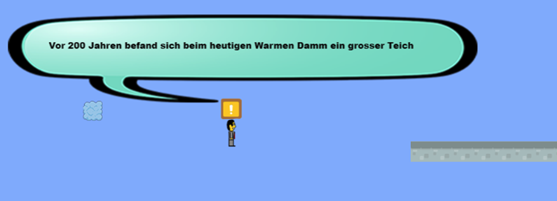 Vor 200 Jahren befand sich beim heutigen Warmen Damm ein grosser Teich
!